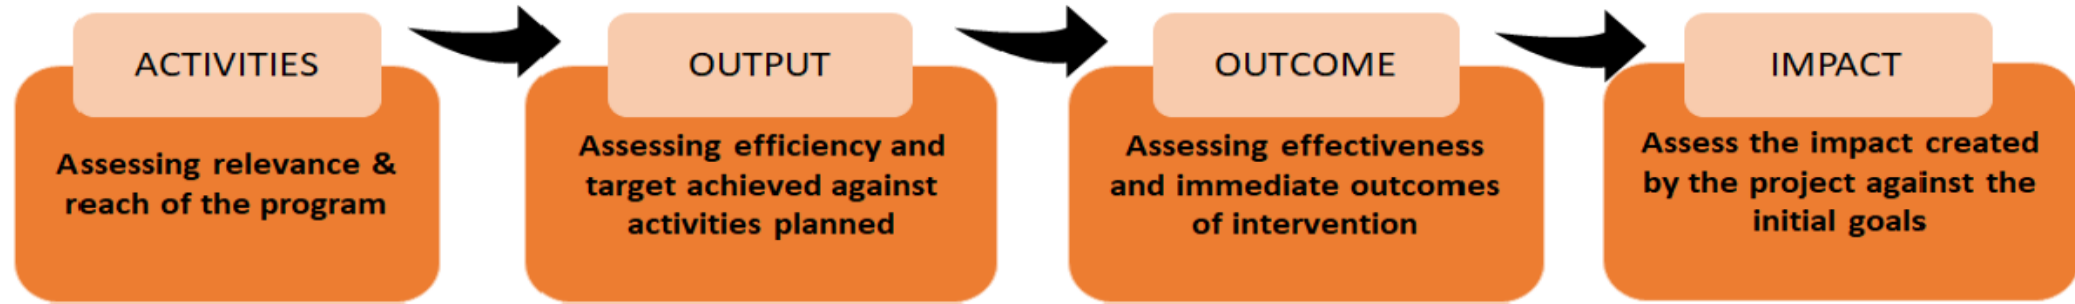 ACTIVITIES
Assessing relevance &
reach of the program
OUTPUT
Assessing efficiency and
target achieved against
activities planned
OUTCOME
Assessing effectiveness
and immediate outcomes
of intervention
IMPACT
Assess the impact created
by the project against the
initial goals